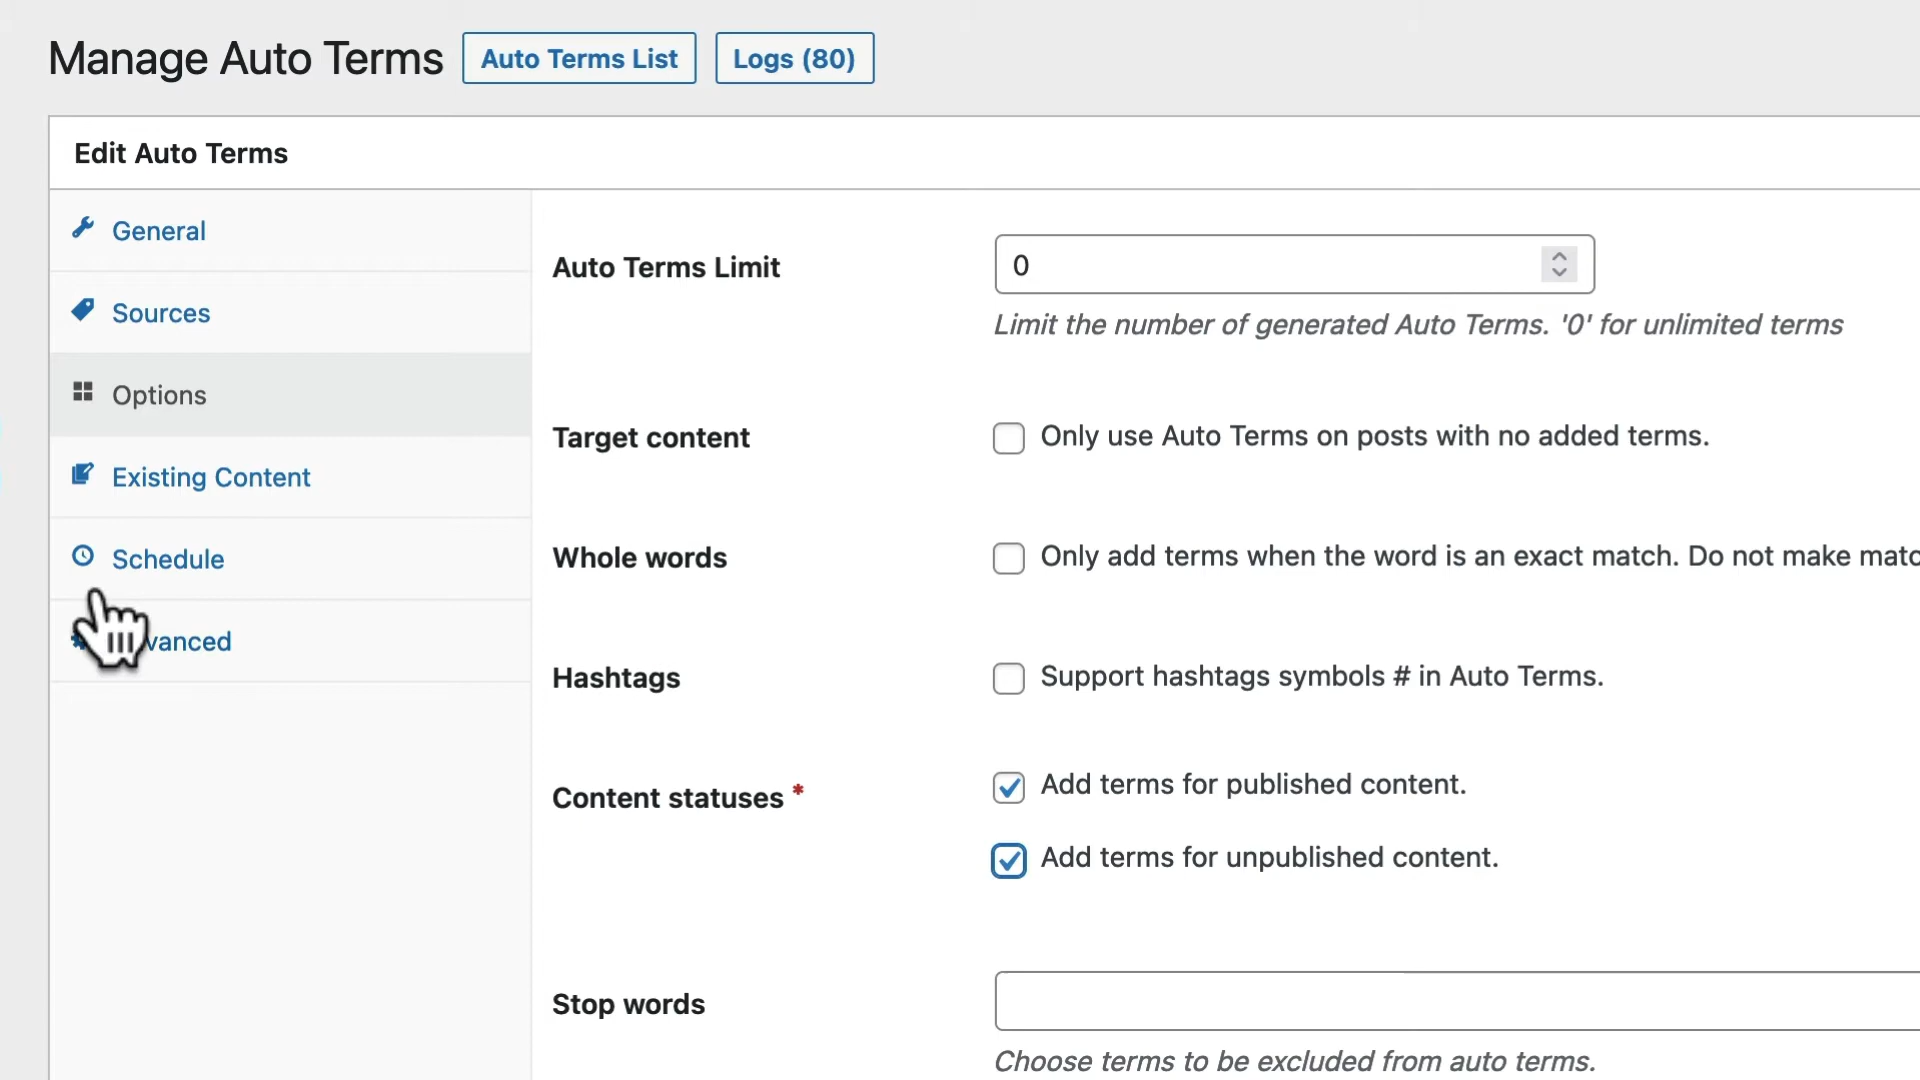 Manage Auto Terms Auto Terms List Logs (80)
Edit Auto Terms
General
Sources
Options
Existing Content
Schedule
Auto Terms Limit 0
Limit the number of generated Auto Terms. '0' for unlimited terms
Target content Only use Auto Terms on posts with no added terms.
Whole words Only add terms when the word is an exact match. Do not make
Hashtags Support hashtags symbols # in Auto Terms.
Content statuses * Add terms for published content.
Add terms for unpublished content.
Stop words
Choose terms to be excluded from auto terms.